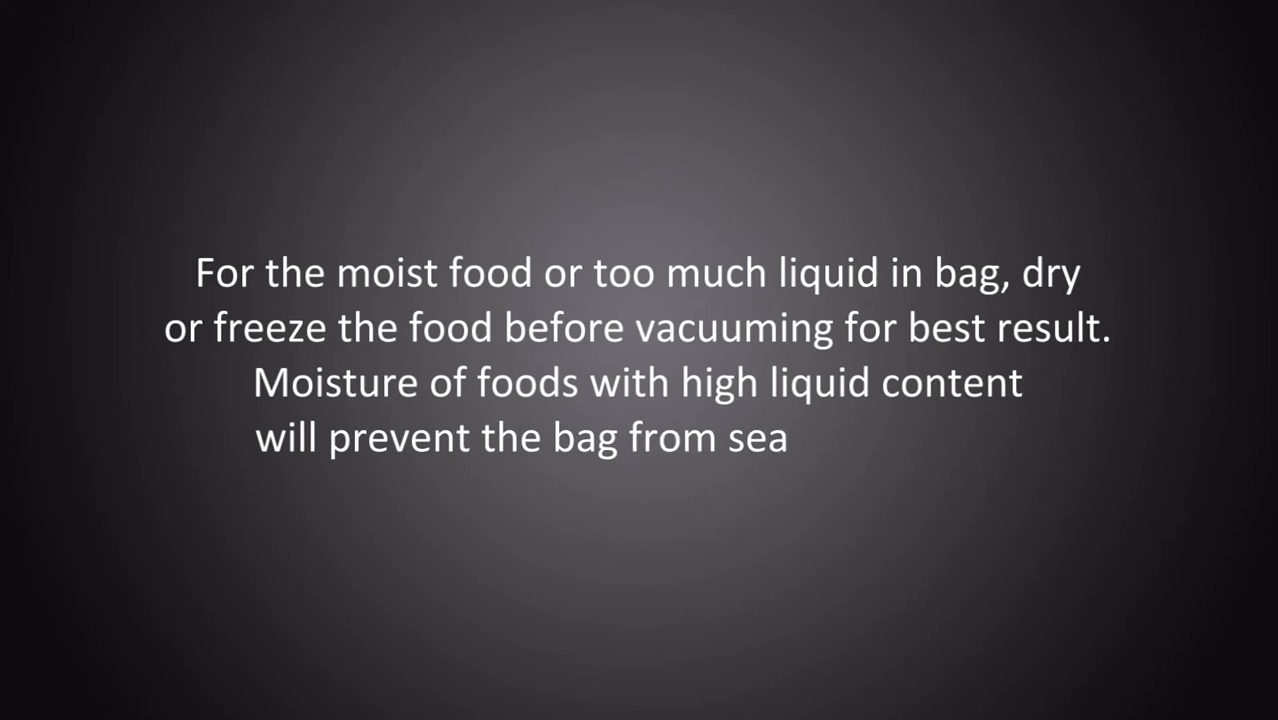 For the moist food or too much liquid in bag, dry
or freeze the food before vacuuming for best result.
Moisture of foods with high liquid content
will prevent the bag from sea